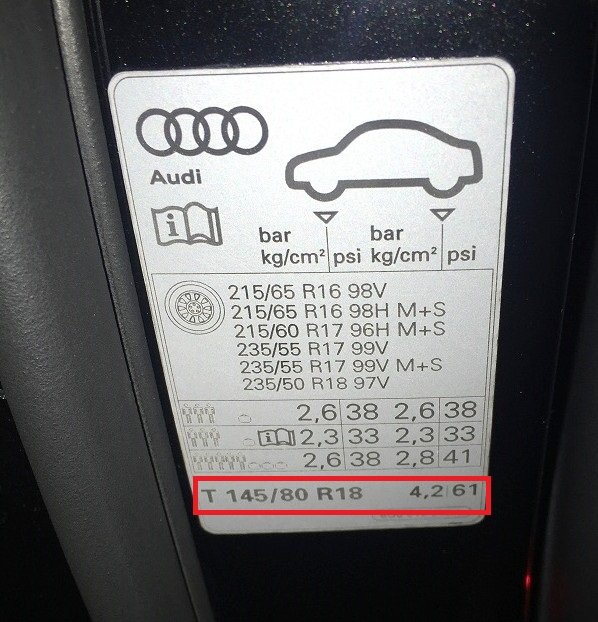 Audi
bar bar
kg/cm² psi kg/cm² psi
215/65 R16 98V
215/65 R16 98H M+S
215/60 R17 96H M+S
235/55 R17 99V
235/55 R17 99V M+S
235/50 R18 97V
2,6 38 2,6 38
i 2,3 33 2,3 33
2,6 38 2,8 41
T 145/80 R18 4,2 61